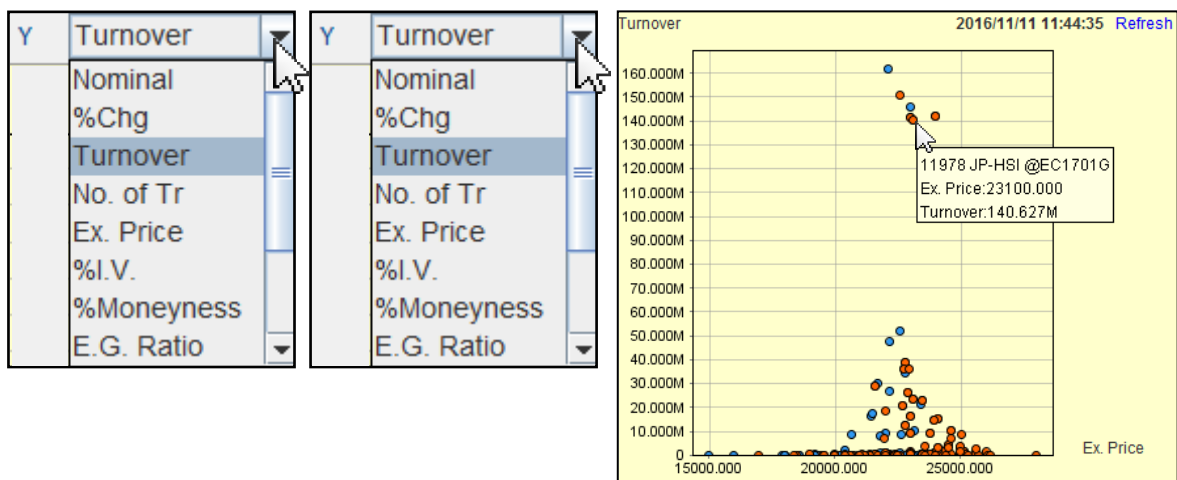 Y Turnover
Nominal
%Chg
Turnover
No. of Tr
Ex. Price
%I.V.
%Moneyness
E.G. Ratio
Y Turnover
Nominal
%Chg
Turnover
No. of Tr
Ex. Price
%I.V.
%Moneyness
E.G. Ratio
Turnover 2016/11/11 11:44:35 Refresh
160.000M
150.000M
140.000M
130.000M
120.000M
110.000M
100.000M
90.000M
80.000M
70.000M
60.000M
50.000M
40.000M
30.000M
20.000M
10.000M
0
11978 JP-HSI @EC1701G
Ex. Price:23100.000
Turnover:140.627M
Ex. Price
15000.000 20000.000 25000.000